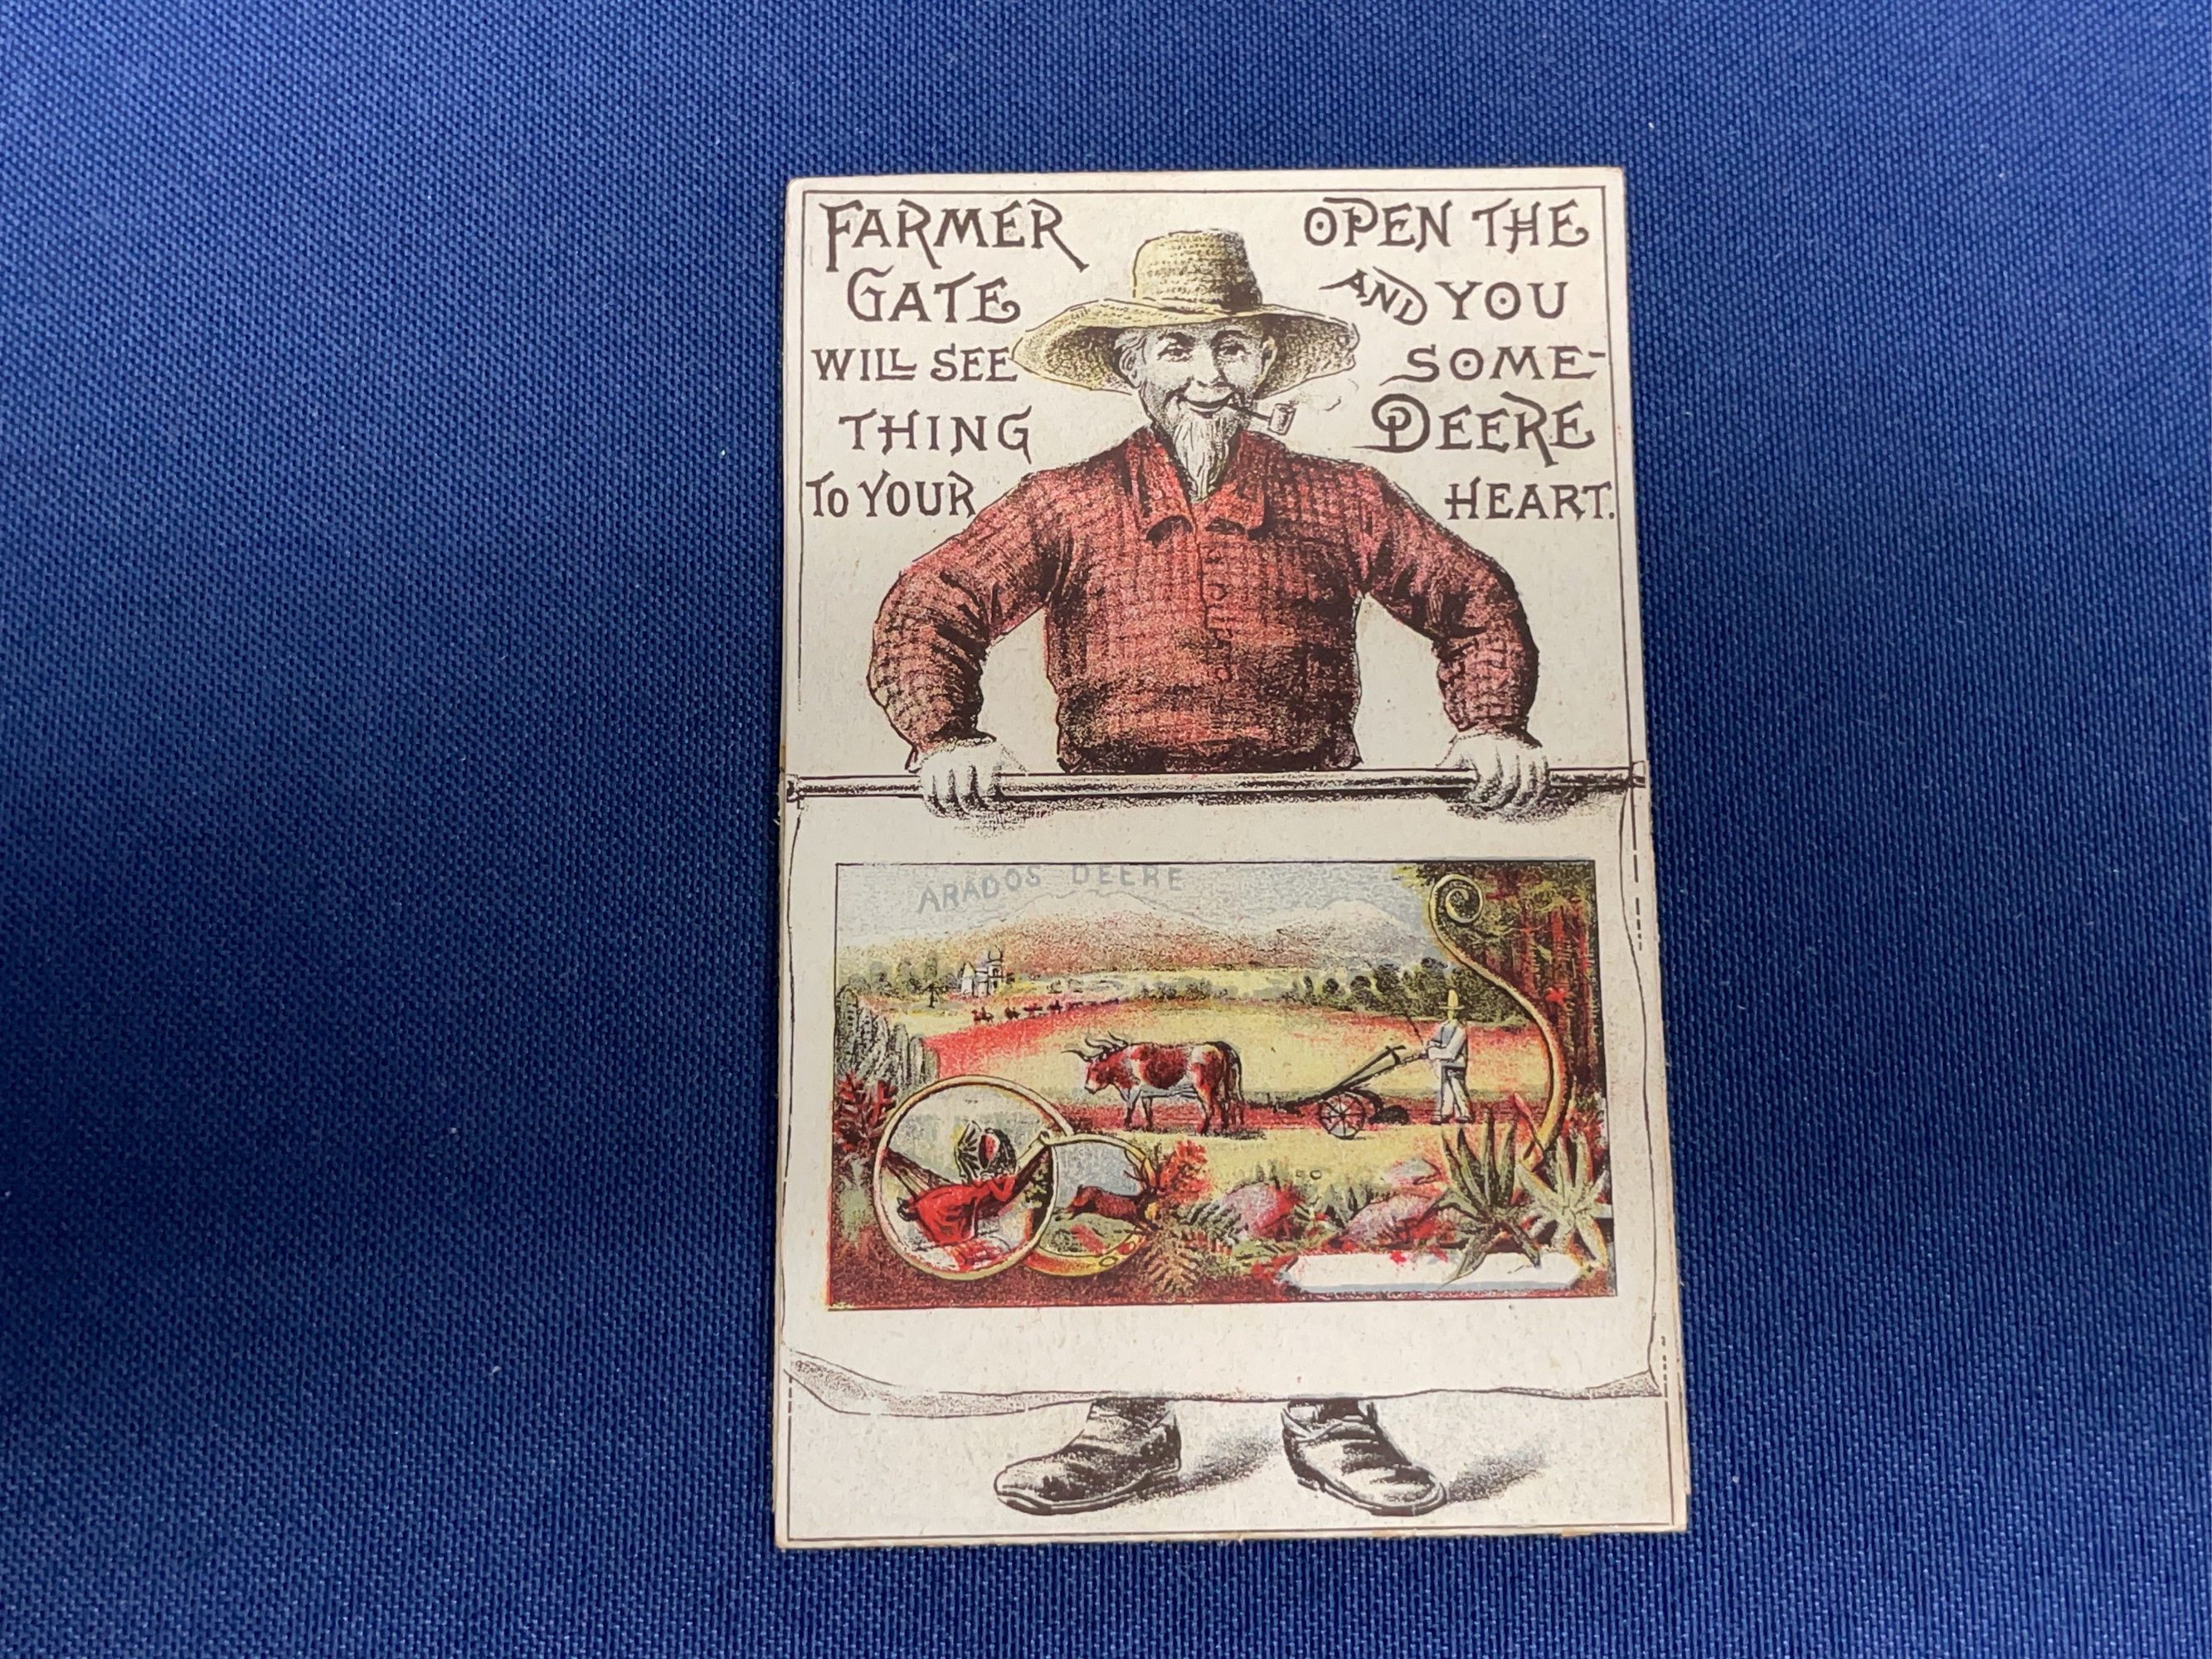 FARMER OPEN THE
GATE AND YOU
WILL SEE SOME-
THING DEERE
TO YOUR HEART.
ARADOS DEERE